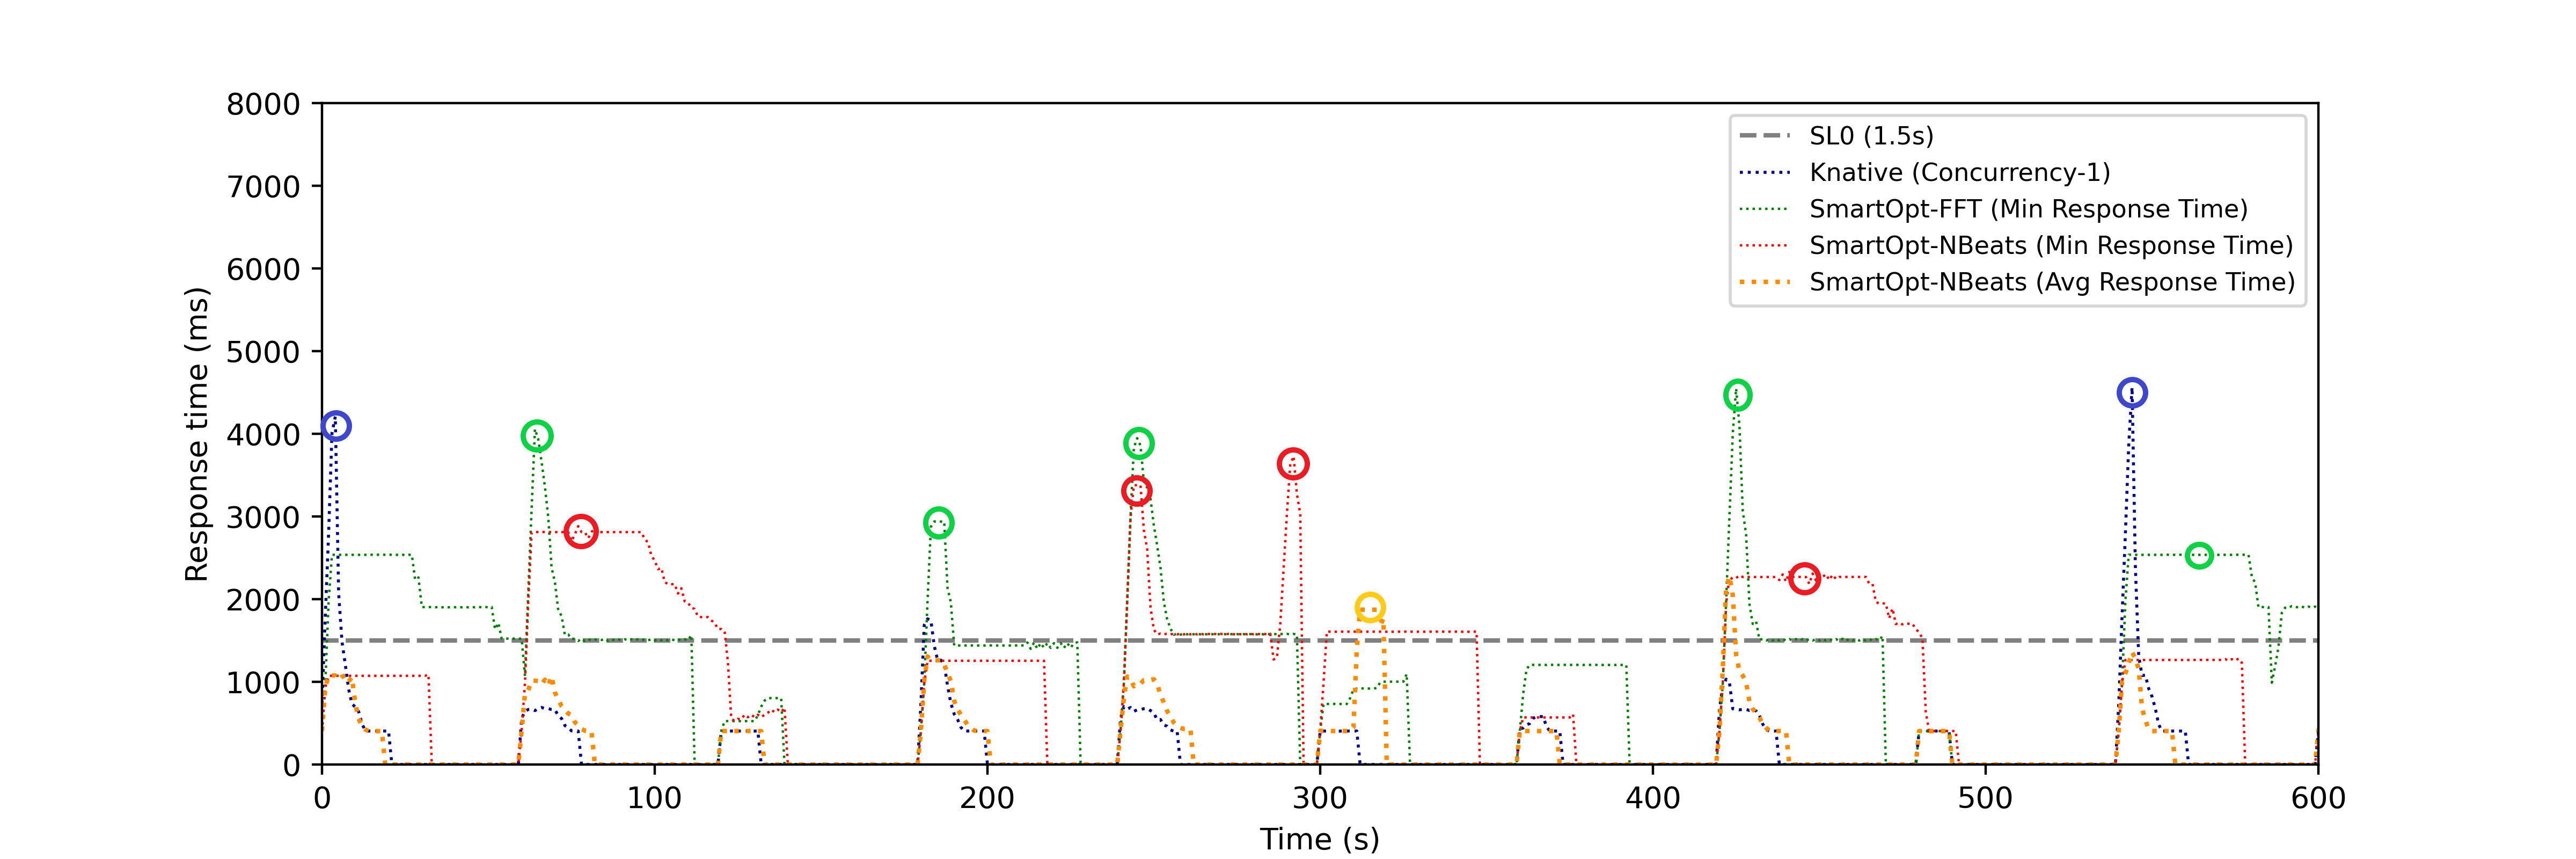 8000
7000
6000
5000
4000
3000
2000
1000
0
Response time (ms)
SL0 (1.5s)
Knative (Concurrency-1)
SmartOpt-FFT (Min Response Time)
SmartOpt-NBeats (Min Response Time)
SmartOpt-NBeats (Avg Response Time)
0 100 200 300 400 500 600
Time (s)